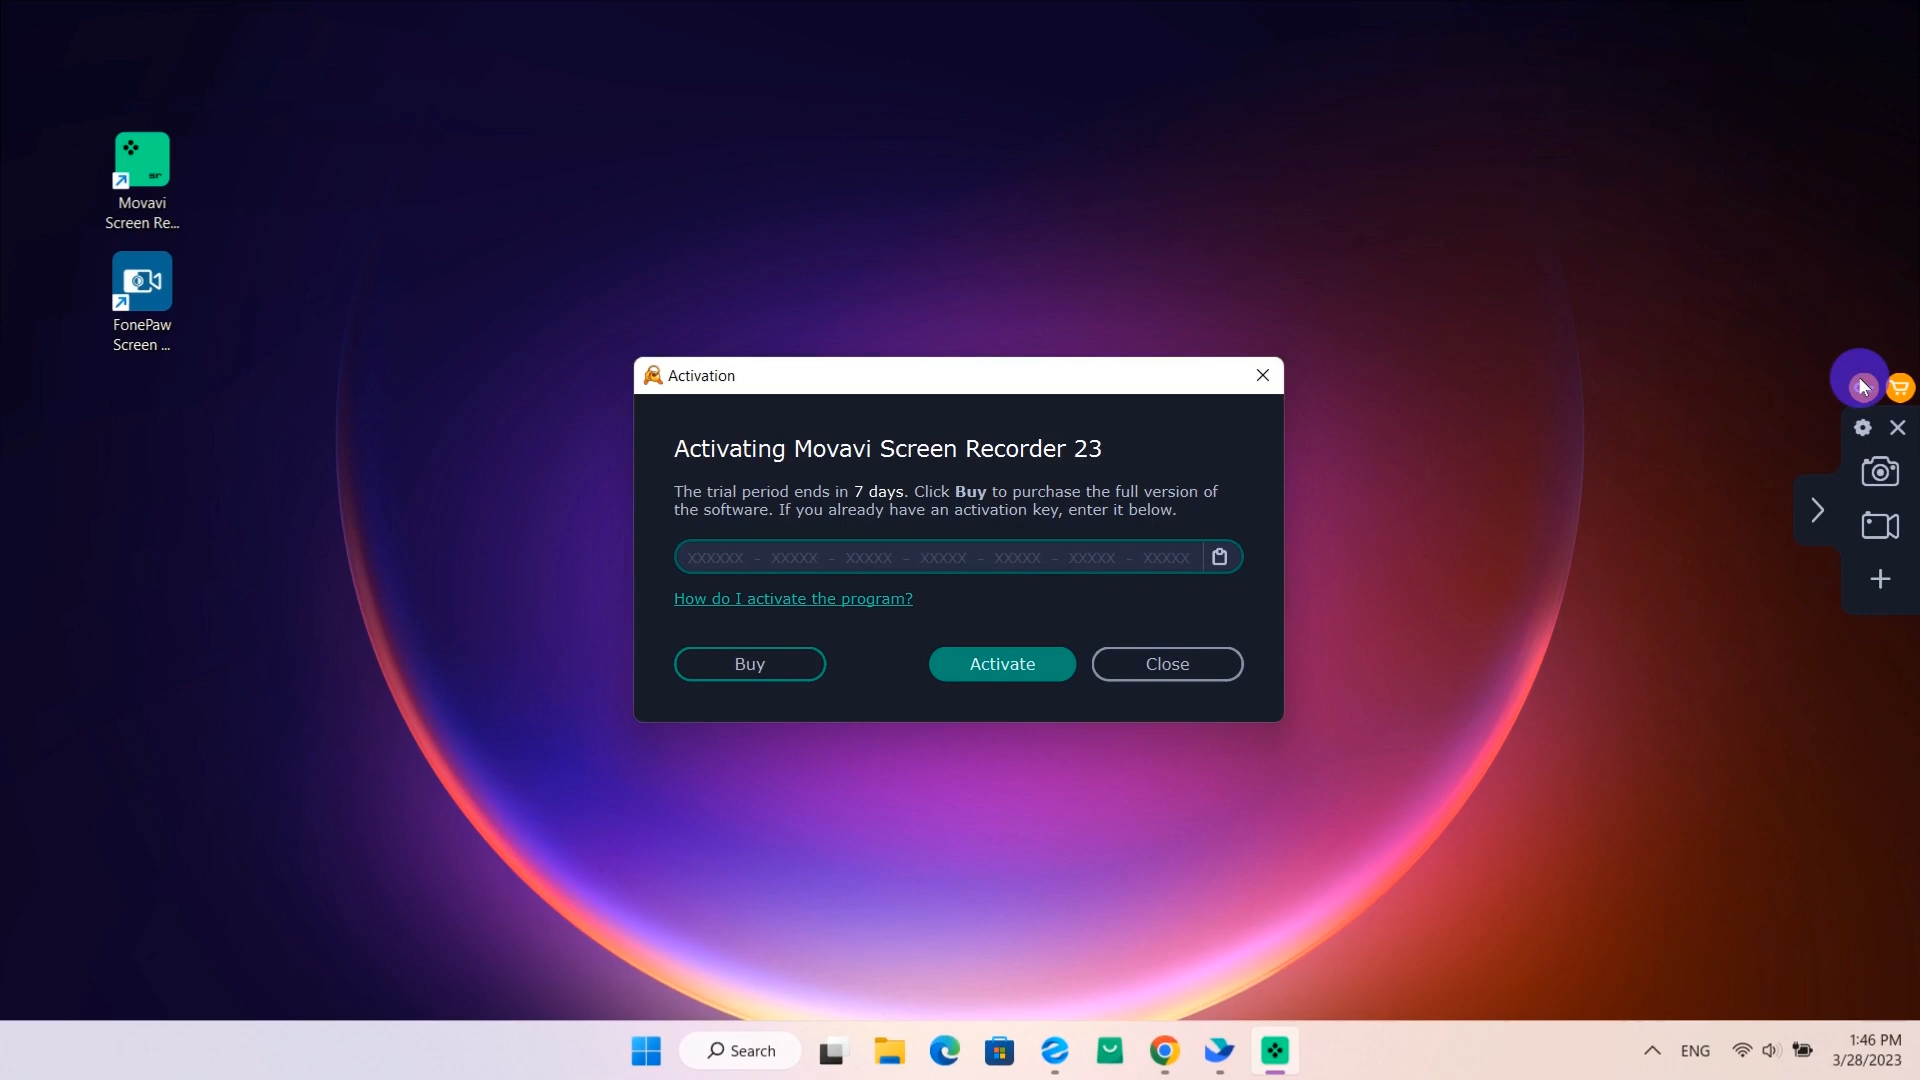 Movavi
Screen Re...
FonePaw
Screen ...
Activation
Activating Movavi Screen Recorder 23
The trial period ends in 7 days. Click Buy to purchase the full version of
the software. If you already have an activation key, enter it below.
XXXXXX - XXXXX - XXXXX - XXXXX - XXXXX - XXXXX - XXXXX
How do I activate the program?
Buy
Activate
Close
Search
ENG
1:46 PM
3/28/2023
sr